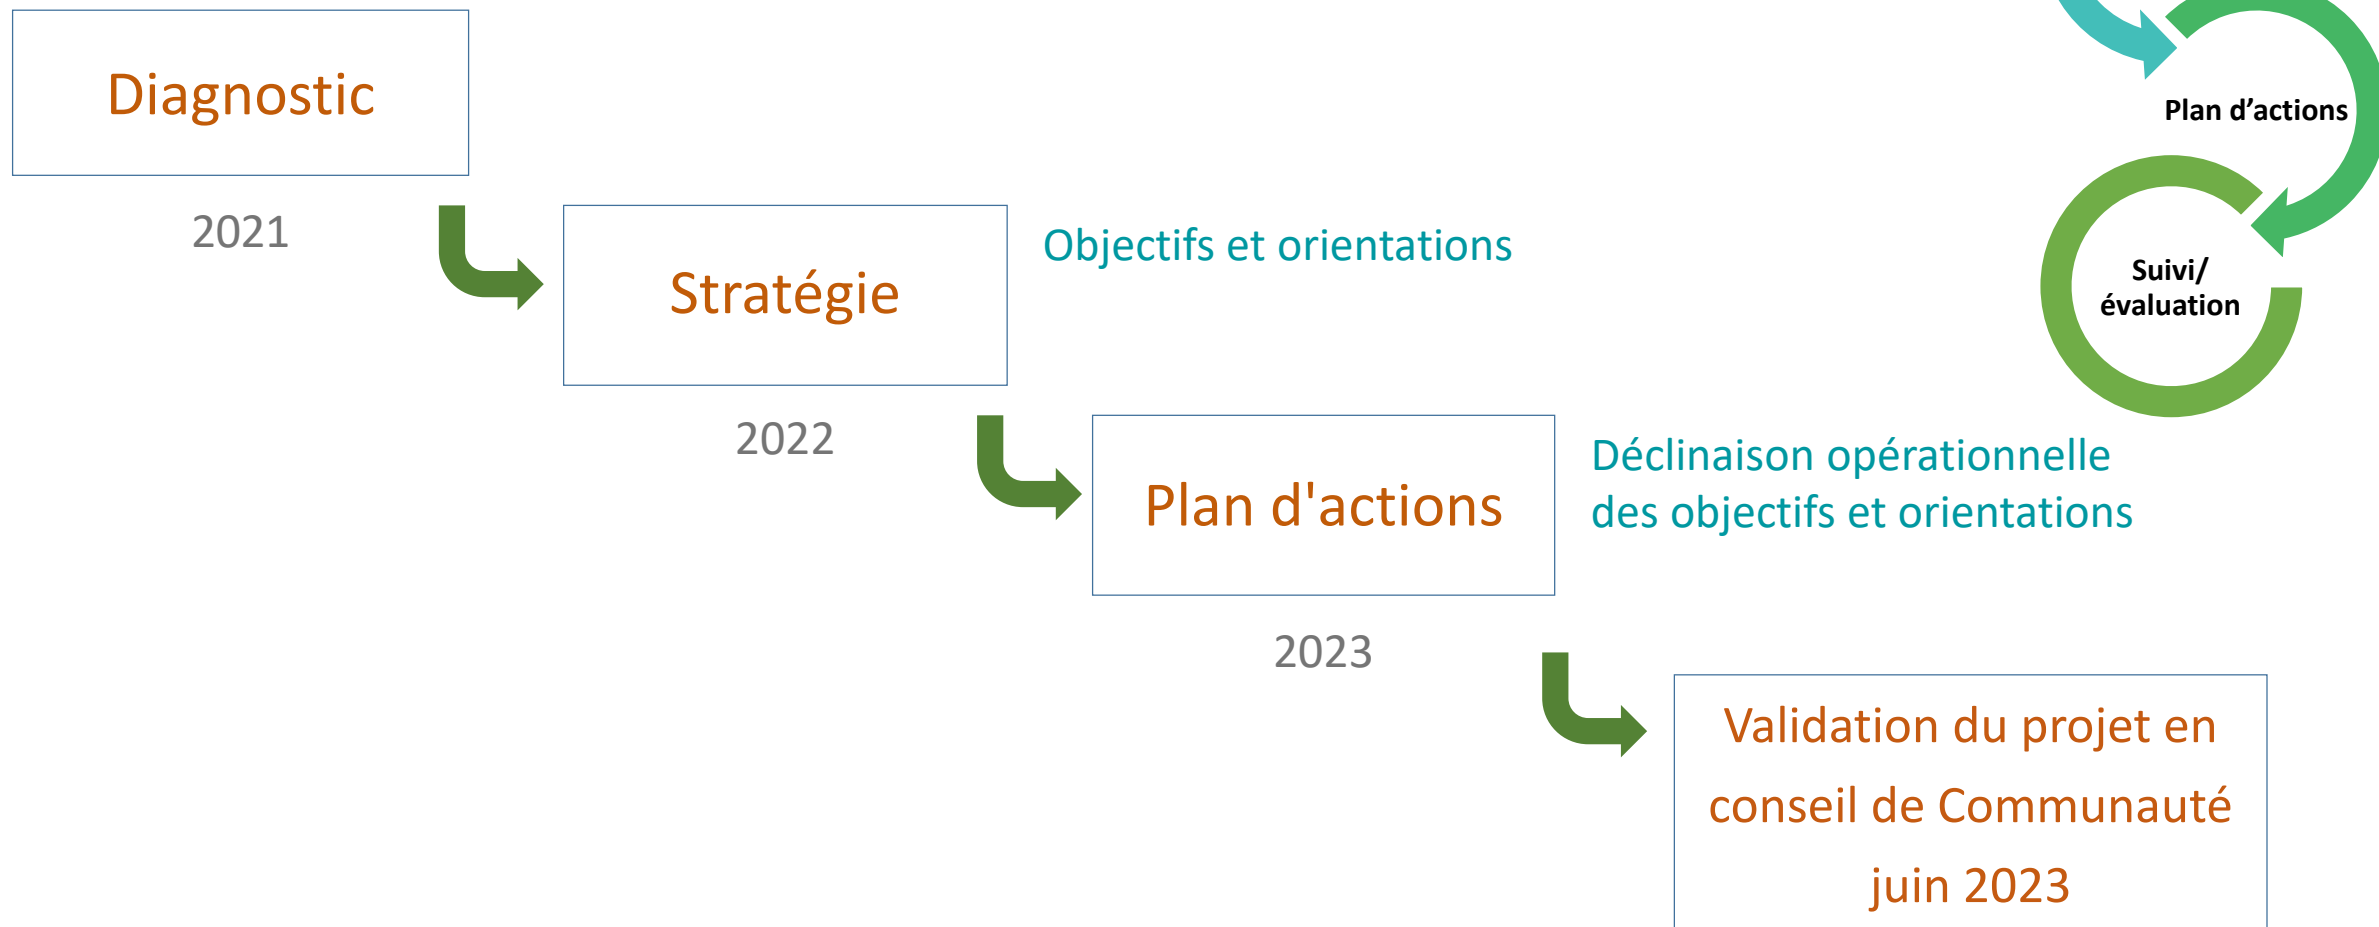 Diagnostic
2021
Stratégie
Objectifs et orientations
2022
Plan d'actions
Déclinaison opérationnelle
des objectifs et orientations
2023
Validation du projet en
conseil de Communauté
juin 2023
Plan d’actions
Suivi/
évaluation